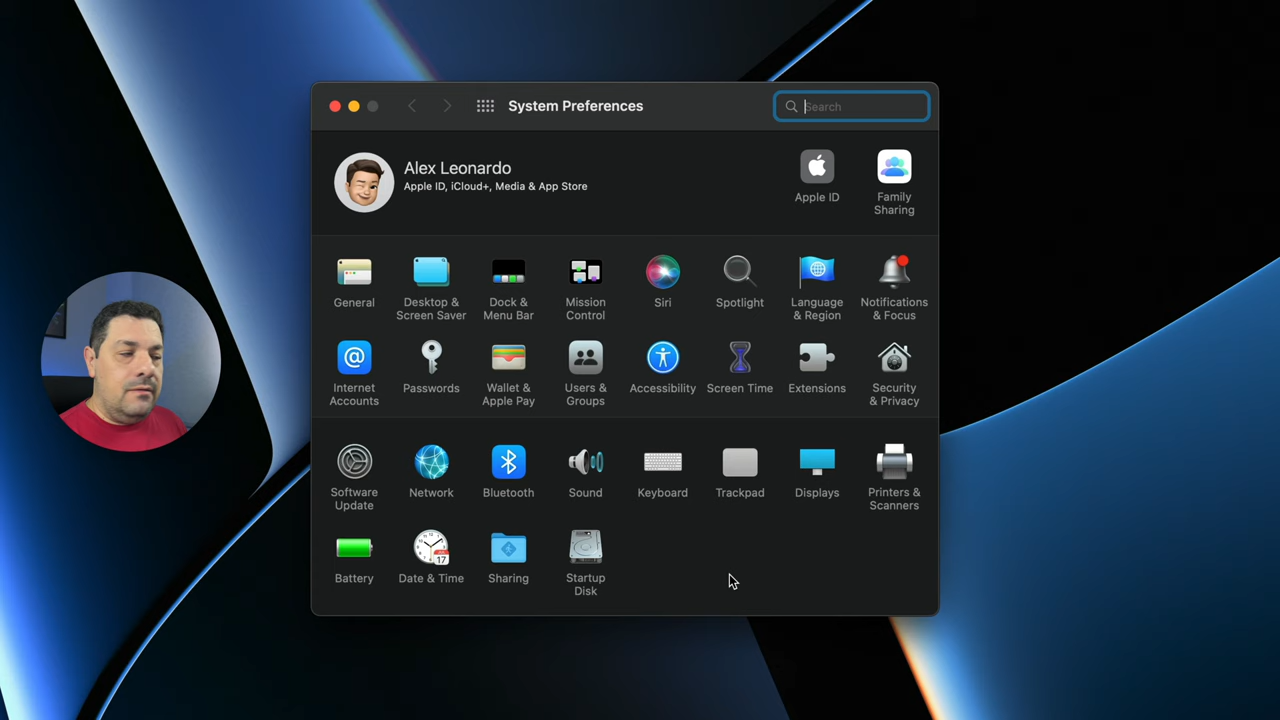 System Preferences
Search
Alex Leonardo
Apple ID, iCloud+, Media & App Store
Apple ID
Family
Sharing
General
Desktop &
Screen Saver
Dock &
Menu Bar
Mission
Control
Siri
Spotlight
Language
& Region
Notifications
& Focus
Internet
Accounts
Passwords
Wallet &
Apple Pay
Users &
Groups
Accessibility
Screen Time
Extensions
Security
& Privacy
Software
Update
Network
Bluetooth
Sound
Keyboard
Trackpad
Displays
Printers &
Scanners
Battery
17
Date & Time
Sharing
Startup
Disk